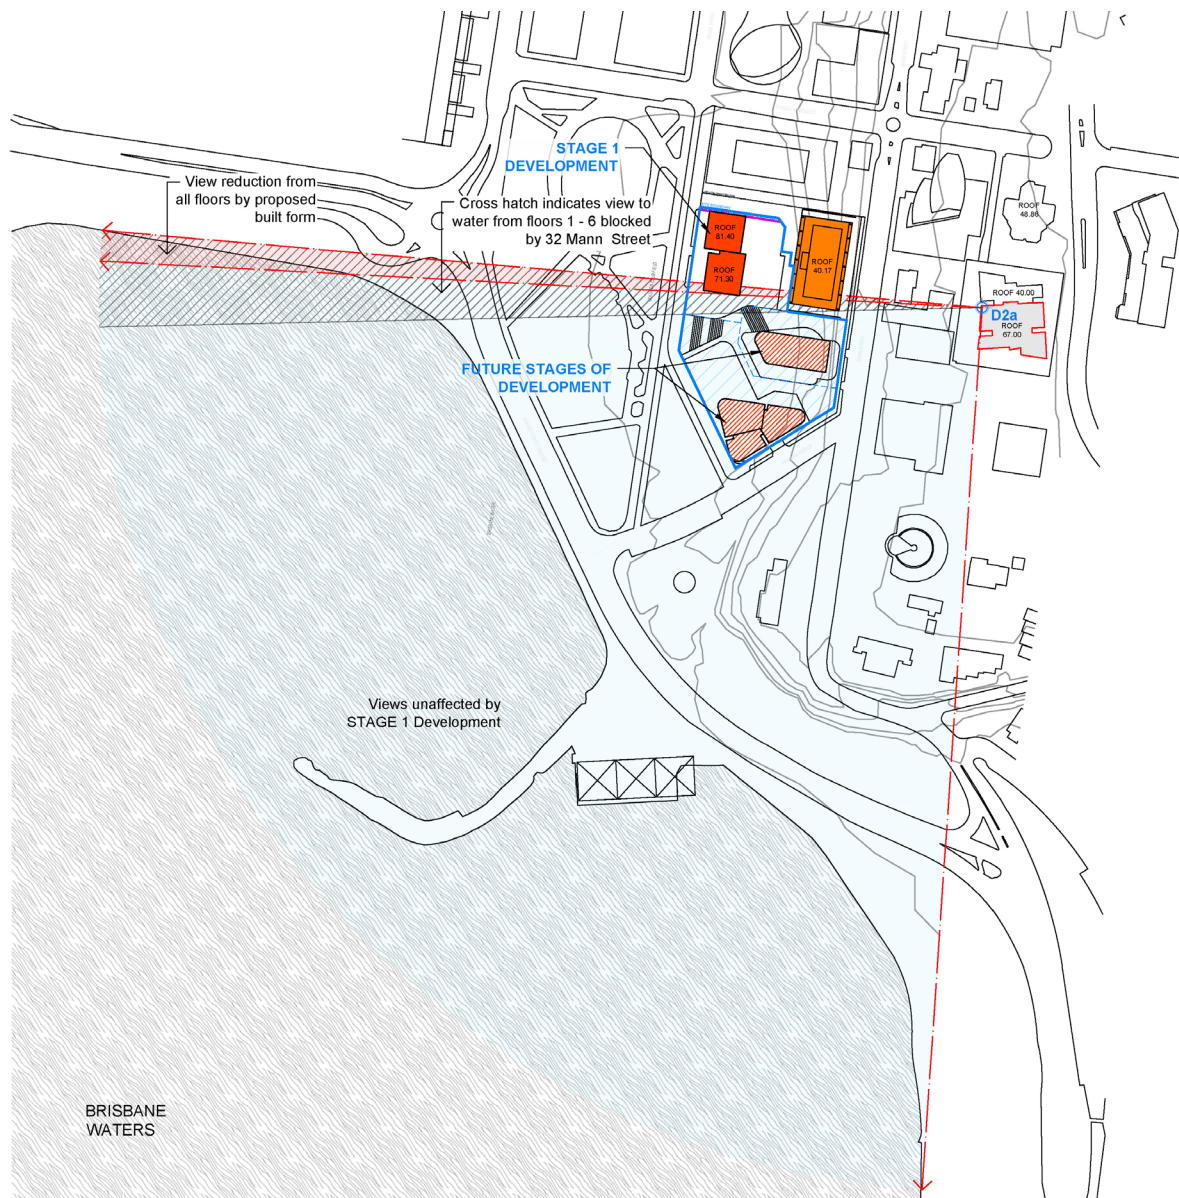 STAGE 1
DEVELOPMENT
View reduction from
all floors by proposed
built form
Cross hatch indicates view to
water from floors 1 - 6 blocked
by 32 Mann Street
ROOF
81.40
ROOF
71.30
ROOF
40.17
ROOF
48.86
ROOF 40.00
D2a
ROOF
67.00
FUTURE STAGES OF
DEVELOPMENT
Views unaffected by
STAGE 1 Development
BRISBANE
WATERS